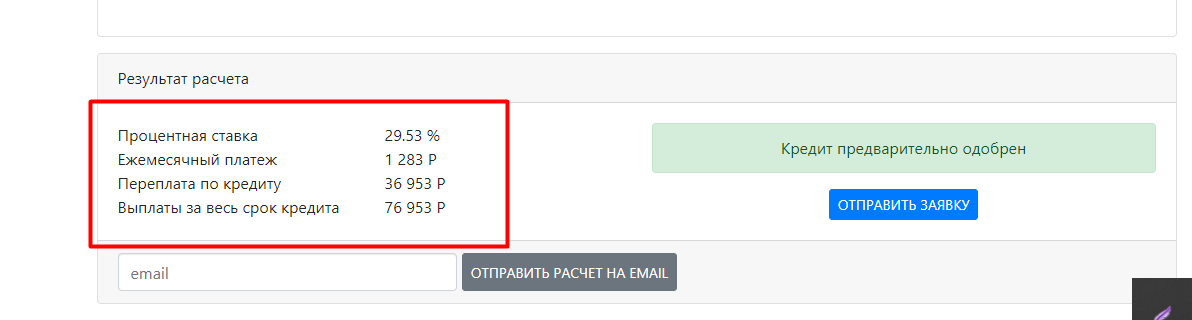 Результат расчета
Процентная ставка 29.53 %
Ежемесячный платеж 1 283 Р
Переплата по кредиту 36 953 Р
Выплаты за весь срок кредита 76 953 Р
Кредит предварительно одобрен
ОТПРАВИТЬ ЗАЯВКУ
email ОТПРАВИТЬ РАСЧЕТ НА EMAIL